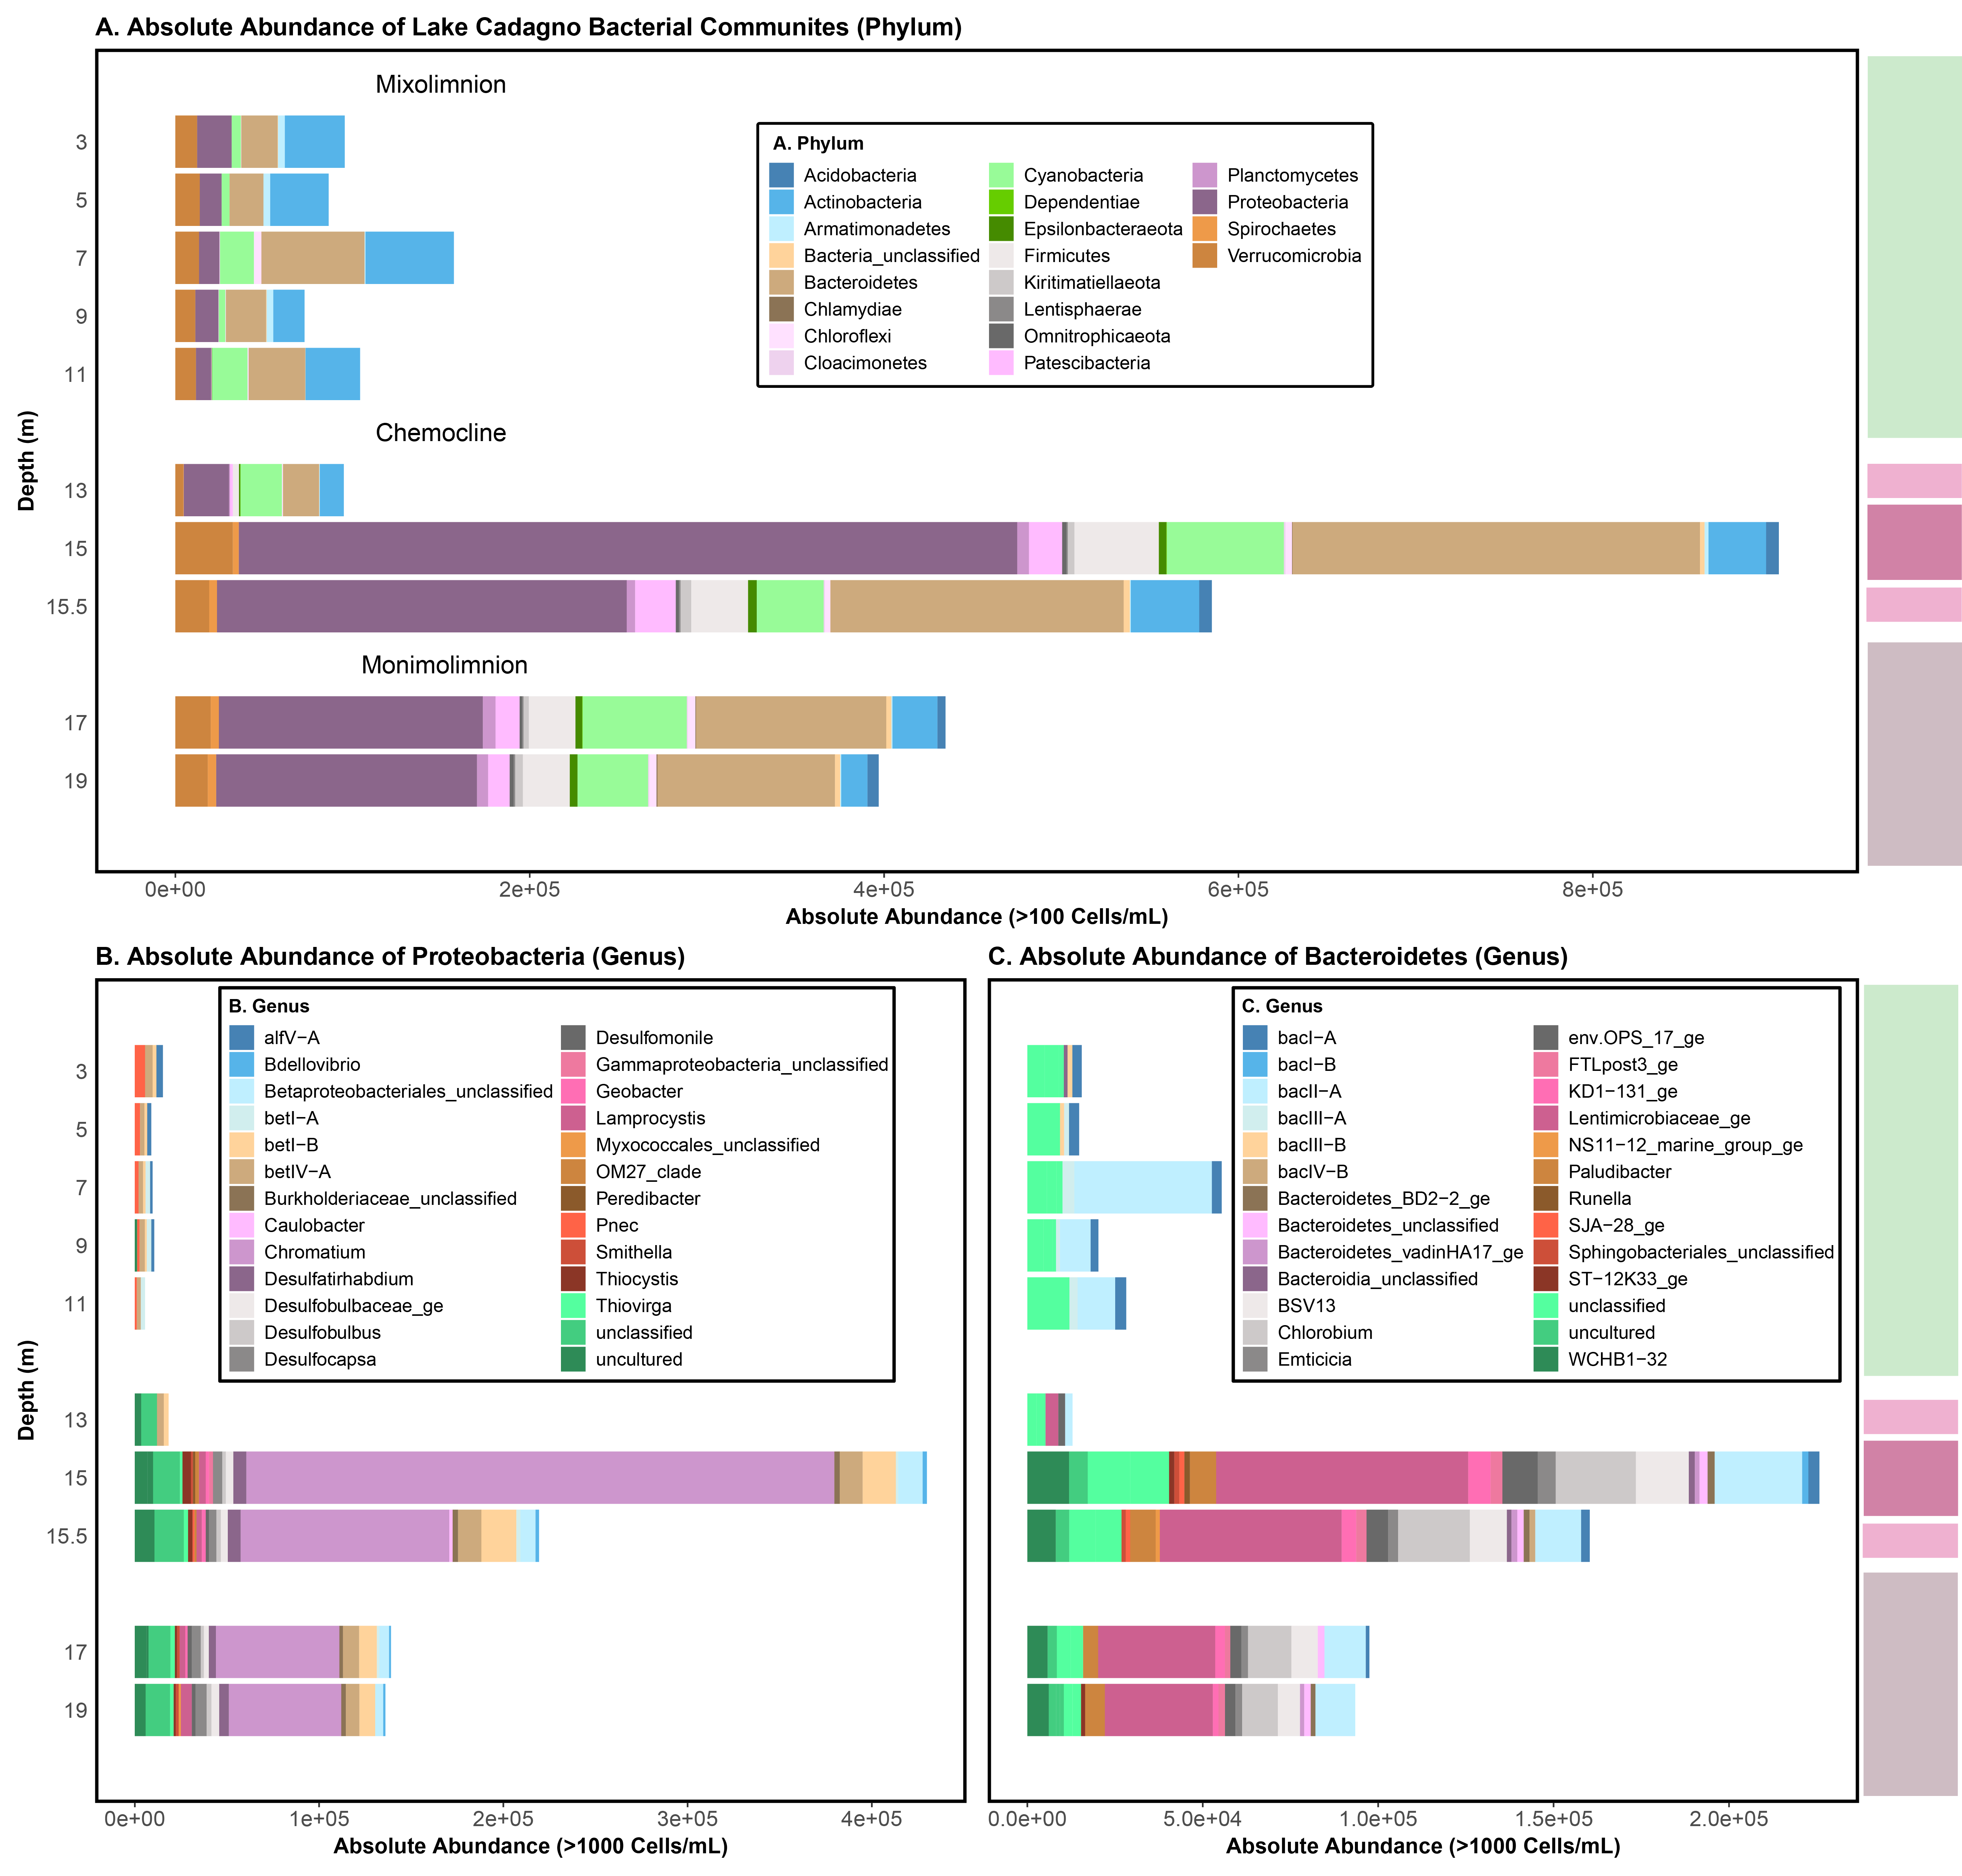 A. Absolute Abundance of Lake Cadagno Bacterial Communites (Phylum)
Mixolimnion
3
5
7
9
11
Chemocline
13
15
15.5
Monimolimnion
17
19
Depth (m)
A. Phylum
Acidobacteria
Actinobacteria
Armatimonadetes
Bacteria_unclassified
Bacteroidetes
Chlamydiae
Chloroflexi
Cloacimonetes
Cyanobacteria
Dependentiae
Epsilonbacteraeota
Firmicutes
Kiritimatiellaeota
Lentisphaerae
Omnitrophicaeota
Patescibacteria
Planctomycetes
Proteobacteria
Spirochaetes
Verrucomicrobia
0e+00 2e+05 4e+05 6e+05 8e+05
Absolute Abundance (>100 Cells/mL)
B. Absolute Abundance of Proteobacteria (Genus)
B. Genus
alfV−A
Bdellovibrio
Betaproteobacteriales_unclassified
betI−A
betI−B
betIV−A
Burkholderiaceae_unclassified
Caulobacter
Chromatium
Desulfatirhabdium
Desulfobulbaceae_ge
Desulfobulbus
Desulfocapsa
Desulfomonile
Gammaproteobacteria_unclassified
Geobacter
Lamprocystis
Myxococcales_unclassified
OM27_clade
Peredibacter
Pnec
Smithella
Thiocystis
Thiovirga
unclassified
uncultured
3
5
7
9
11
13
15
15.5
17
19
Depth (m)
0e+00 1e+05 2e+05 3e+05 4e+05
Absolute Abundance (>1000 Cells/mL)
C. Absolute Abundance of Bacteroidetes (Genus)
C. Genus
bacI−A
bacI−B
bacII−A
bacIII−A
bacIII−B
bacIV−B
Bacteroidetes_BD2−2_ge
Bacteroidetes_unclassified
Bacteroidetes_vadinHA17_ge
Bacteroidia_unclassified
BSV13
Chlorobium
Emticicia
env.OPS_17_ge
FTLpost3_ge
KD1−131_ge
Lentimicrobiaceae_ge
NS11−12_marine_group_ge
Paludibacter
Runella
SJA−28_ge
Sphingobacteriales_unclassified
ST−12K33_ge
unclassified
uncultured
WCHB1−32
0.0e+00 5.0e+04 1.0e+05 1.5e+05 2.0e+05
Absolute Abundance (>1000 Cells/mL)